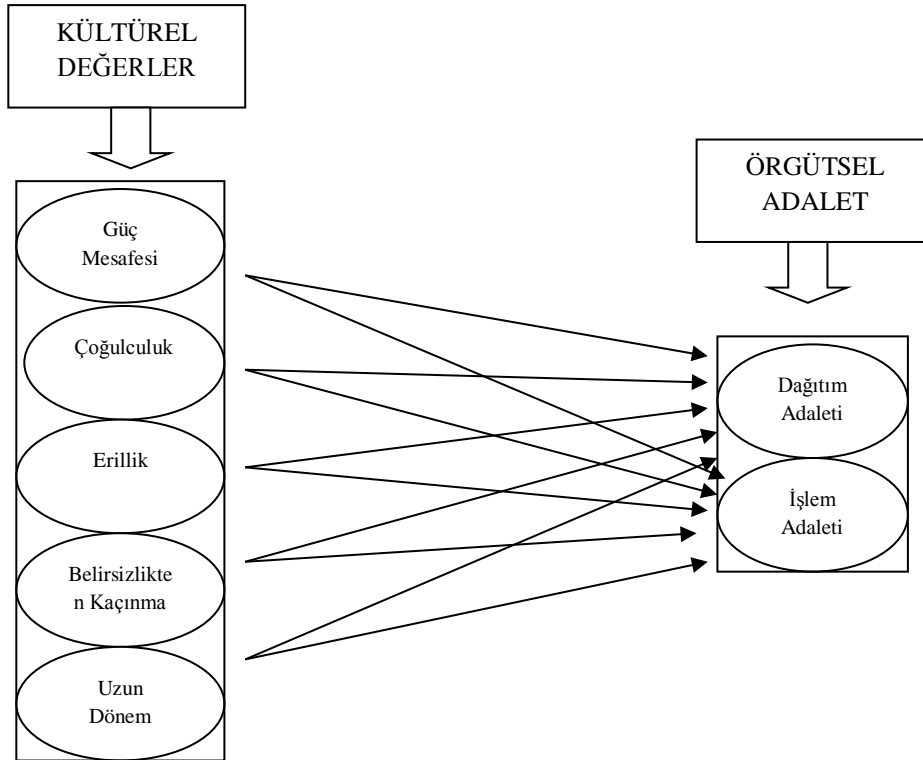 KÜLTÜREL
DEĞERLER
Güç
Mesafesi
Çoğulculuk
Erillik
Belirsizlikte
n Kaçınma
Uzun
Dönem
ÖRGÜTSEL
ADALET
Dağıtım
Adaleti
İşlem
Adaleti